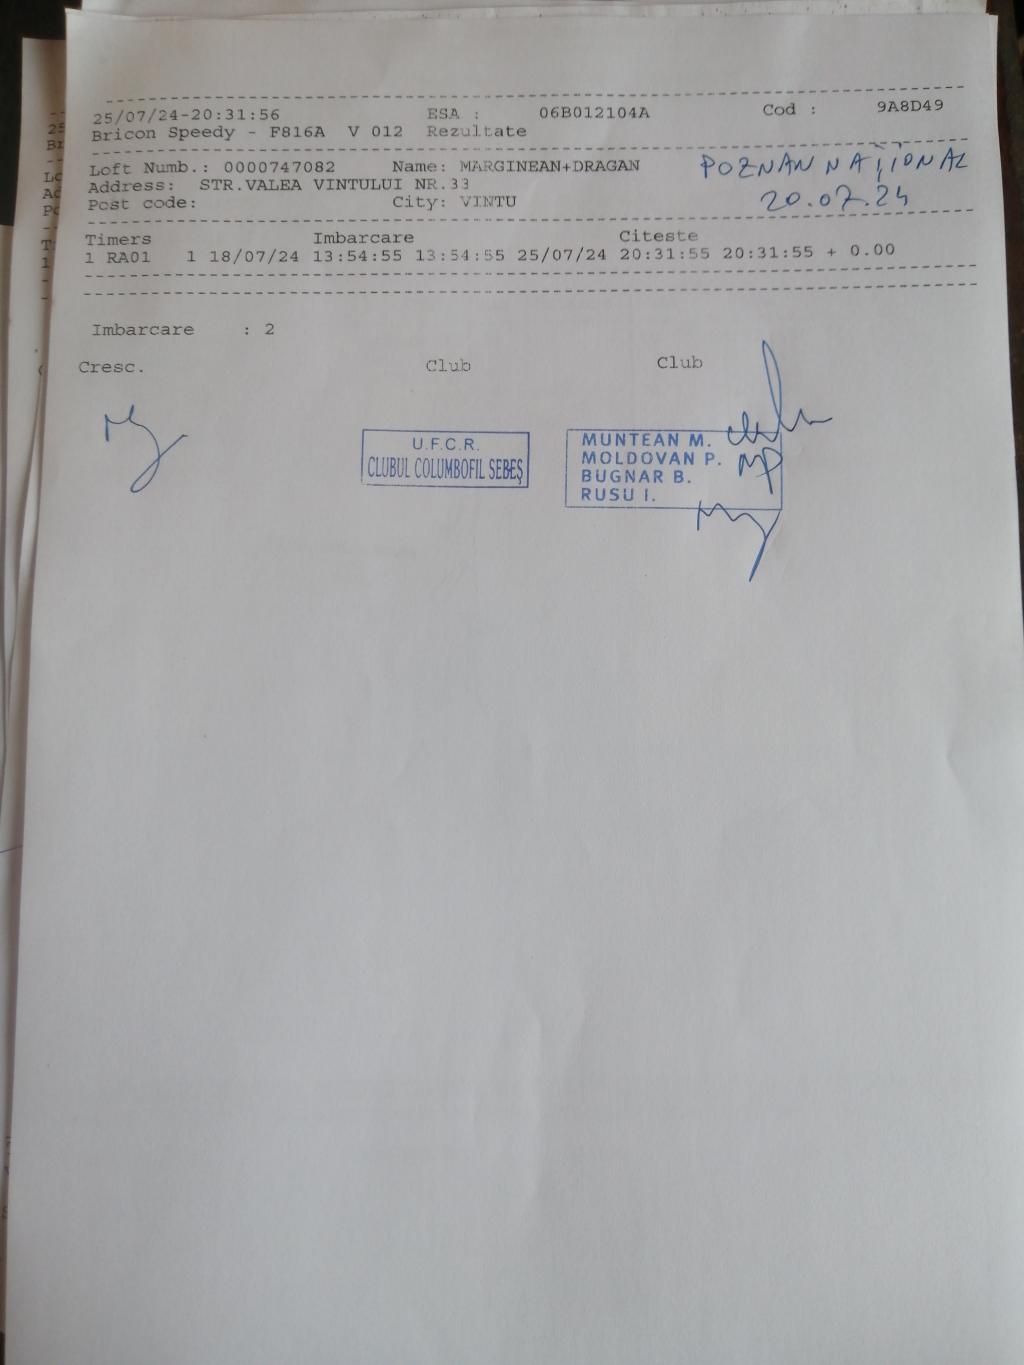 25/07/24-20:31:56 ESA : 06B012104A Cod : 9A8D49
Bricon Speedy - F816A V 012 Rezultate
Loft Numb.: 0000747082 Name: MARGINEAN+DRAGAN
Address: STR.VALEA VINTULUI NR.33
Post code: City: VINTU
POZNAN NAȚIONAL
20.07.24
Timers Imbarcare Citeste
1 RA01 1 18/07/24 13:54:55 13:54:55 25/07/24 20:31:55 20:31:55 + 0.00
Imbarcare : 2
Cresc. Club Club
U.F.C.R.
CLUBUL COLUMBOFIL SEBEȘ
MUNTEAN M.
MOLDOVAN P.
BUGNAR B.
RUSU I.